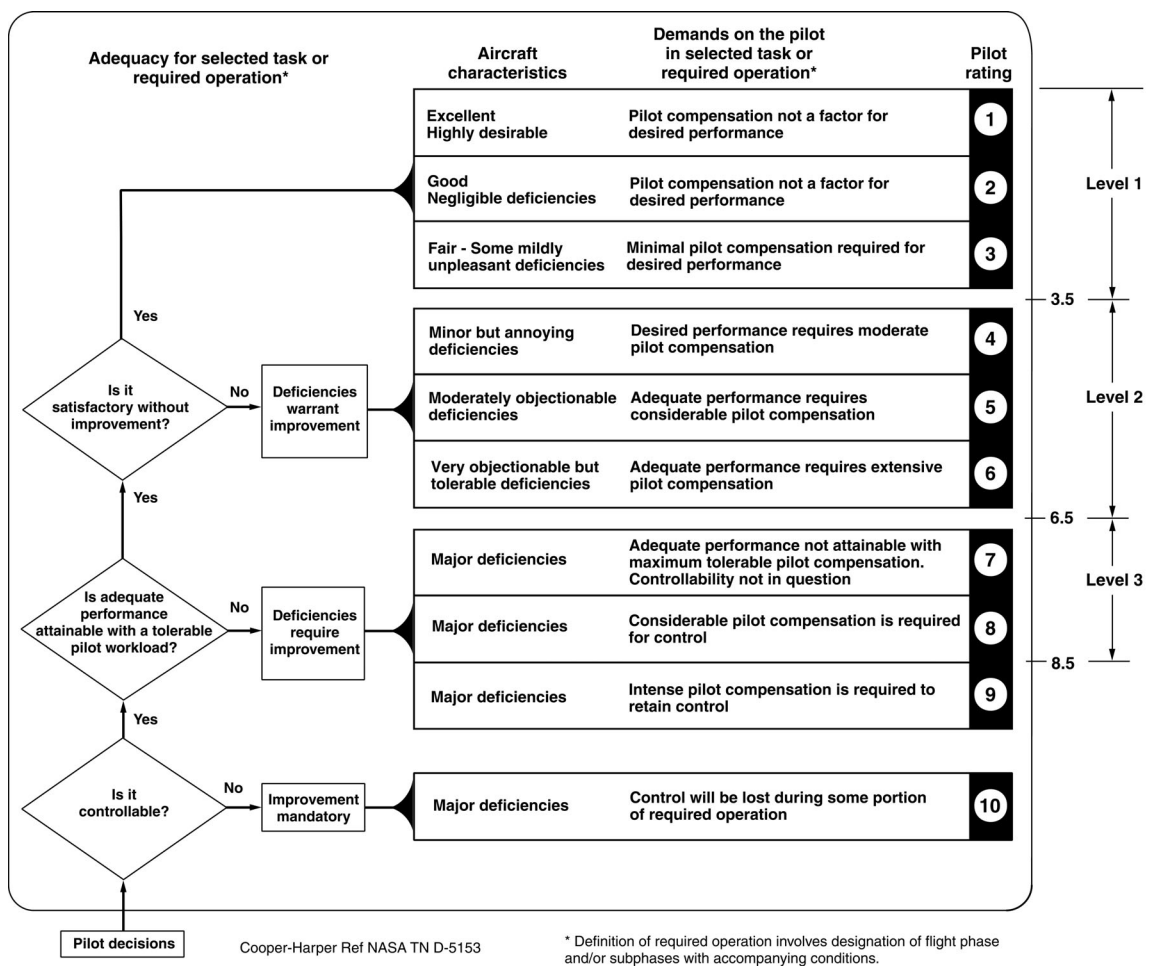 Adequacy for selected task or
required operation*
Aircraft
characteristics
Demands on the pilot
in selected task or
required operation*
Pilot
rating
Excellent
Highly desirable
Pilot compensation not a factor for
desired performance
1
Good
Negligible deficiencies
Pilot compensation not a factor for
desired performance
2
Fair - Some mildly
unpleasant deficiencies
Minimal pilot compensation required for
desired performance
3
Level 1
3.5
Yes
Is it
satisfactory without
improvement?
No
Deficiencies
warrant
improvement
Minor but annoying
deficiencies
Desired performance requires moderate
pilot compensation
4
Moderately objectionable
deficiencies
Adequate performance requires
considerable pilot compensation
5
Very objectionable but
tolerable deficiencies
Adequate performance requires extensive
pilot compensation
6
Level 2
6.5
Yes
Is adequate
performance
attainable with a tolerable
pilot workload?
No
Deficiencies
require
improvement
Major deficiencies
Adequate performance not attainable with
maximum tolerable pilot compensation.
Controllability not in question
7
Major deficiencies
Considerable pilot compensation is required
for control
8
Level 3
8.5
Major deficiencies
Intense pilot compensation is required to
retain control
9
Yes
Is it
controllable?
No
Improvement
mandatory
Major deficiencies
Control will be lost during some portion
of required operation
10
Pilot decisions
Cooper-Harper Ref NASA TN D-5153
* Definition of required operation involves designation of flight phase
and/or subphases with accompanying conditions.